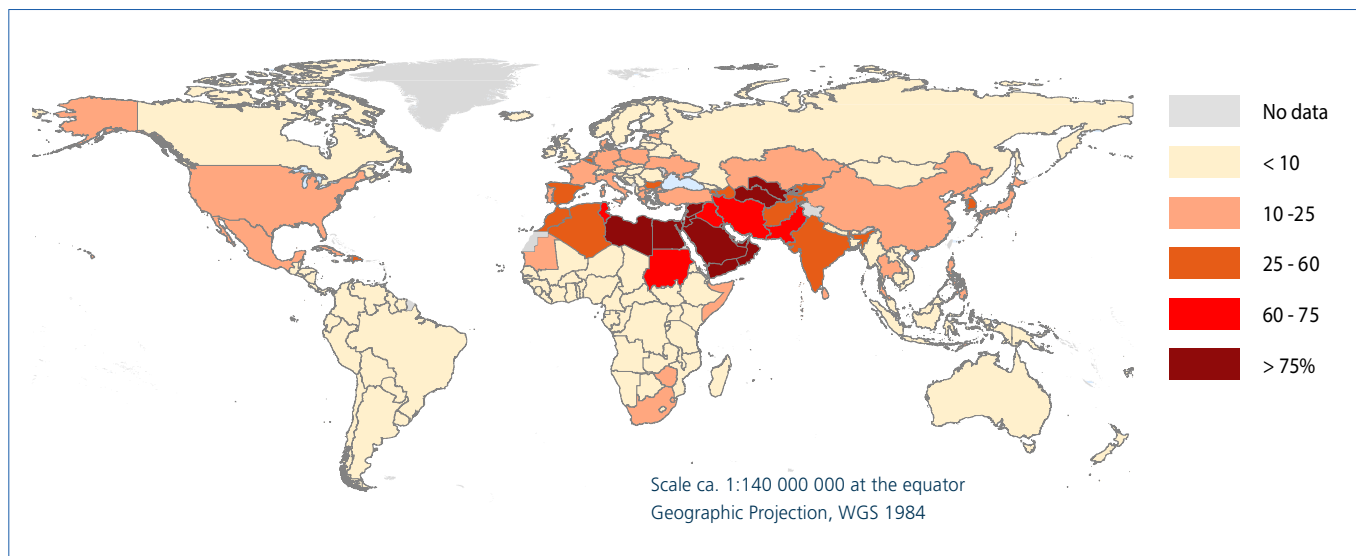 No data
< 10
10 -25
25 - 60
60 - 75
> 75%
Scale ca. 1:140 000 000 at the equator
Geographic Projection, WGS 1984